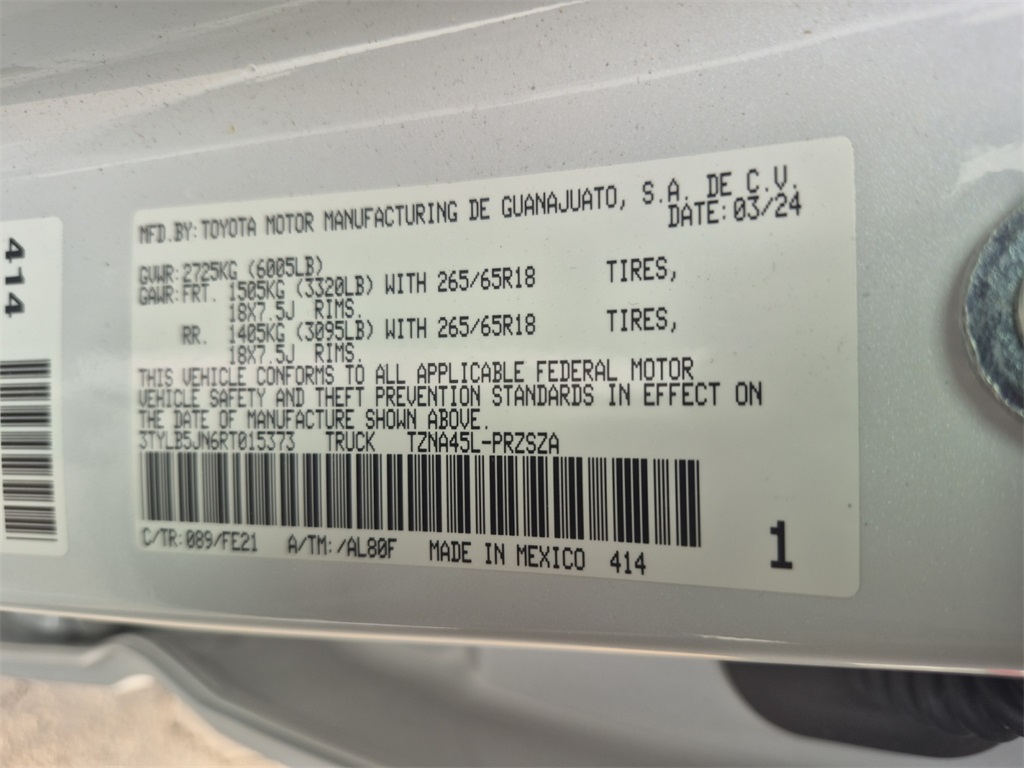 MFD.BY:TOYOTA MOTOR MANUFACTURING DE GUANAJUATO, S.A. DE C.V.
DATE:03/24
GVWR:2725KG (6005LB)
GAWR:FRT. 1505KG (3320LB) WITH 265/65R18 TIRES,
18X7.5J RIMS.
RR. 1405KG (3095LB) WITH 265/65R18 TIRES,
18X7.5J RIMS.
THIS VEHICLE CONFORMS TO ALL APPLICABLE FEDERAL MOTOR
VEHICLE SAFETY AND THEFT PREVENTION STANDARDS IN EFFECT ON
THE DATE OF MANUFACTURE SHOWN ABOVE.
3TYLB5JN6RT015373 TRUCK TZNA45L-PRZSZA
C/TR:089/FE21 A/TM:/AL80F MADE IN MEXICO 414
1
414